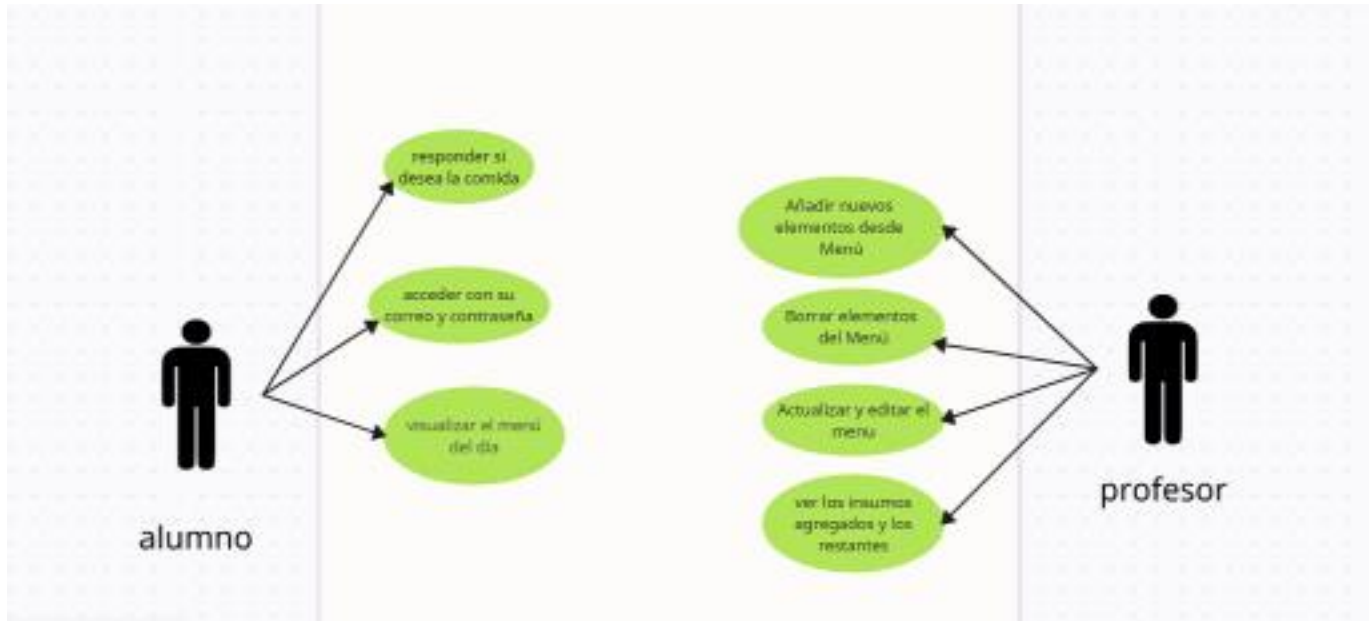 responder si
desea la comida
acceder con su
correo y contraseña
visualizar el menú
del día
alumno
Añadir nuevos
elementos desde
Menú
Borrar elementos
del Menú
Actualizar y editar el
menu
ver los insumos
agregados y los
restantes
profesor